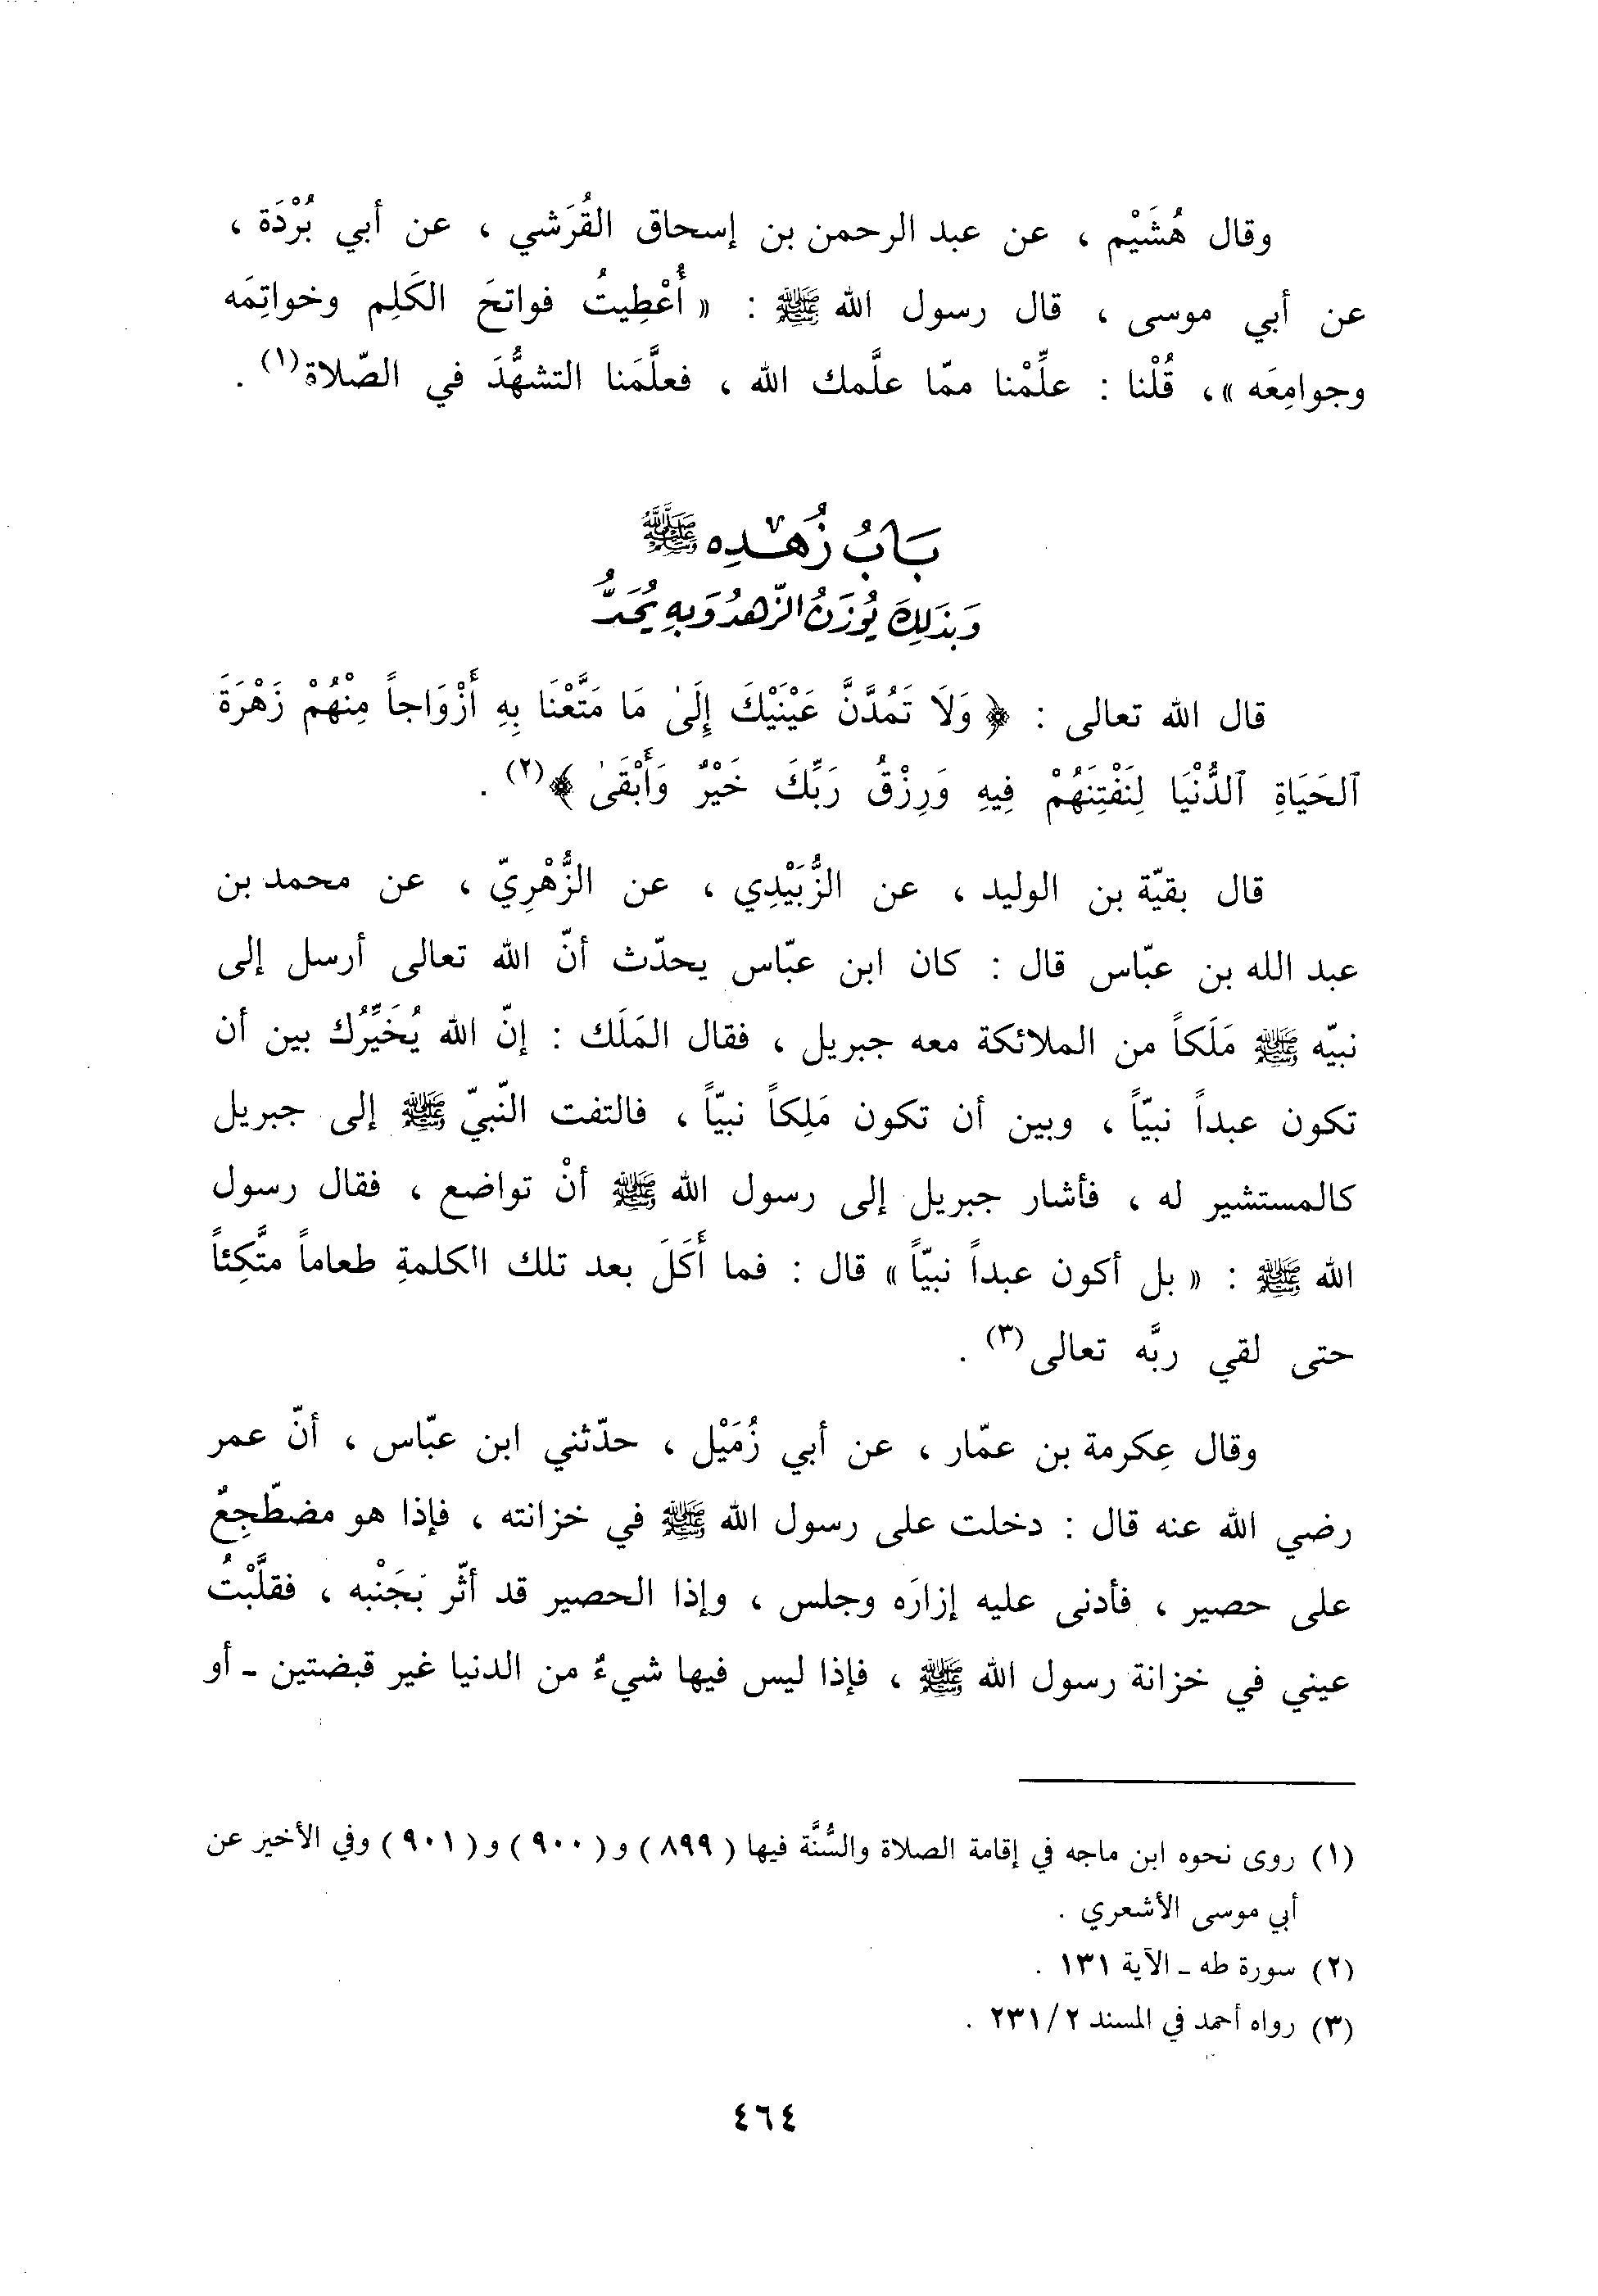 وقال هُشَيْم ، عن عبد الرحمن بن إسحاق القُرَشي ، عن أبي بُرْدَة ،
عن أبي موسى ، قال رسول الله ﷺ : « أُعْطِيتُ فواتحَ الكَلِم وخواتِمَه
وجوامِعَه »، قُلْنا : علِّمْنا ممّا علَّمك الله ، فعلَّمَنا التشهُّدَ في الصّلاة(١) .
بَابُ زُهْدِه ﷺ
وَبذَلِكَ يُوزَنُ الزّهدُ وَبهِ يُحَدُّ
قال الله تعالى : ﴿ وَلَا تَمُدَّنَّ عَيْنَيْكَ إِلَىٰ مَا مَتَّعْنَا بِهِ أَزْوَاجاً مِنْهُمْ زَهْرَةَ
ٱلحَيَاةِ ٱلدُّنْيَا لِنَفْتِنَهُمْ فِيهِ وَرِزْقُ رَبِّكَ خَيْرٌ وَأَبْقَىٰ ﴾(٢) .
قال بقيّة بن الوليد ، عن الزُّبَيْدِي ، عن الزُّهْرِيّ ، عن محمد بن
عبد الله بن عبّاس قال : كان ابن عبّاس يحدّث أنّ الله تعالى أرسل إلى
نبيّه ﷺ مَلَكاً من الملائكة معه جبريل ، فقال المَلَك : إنّ الله يُخَيِّرُك بين أن
تكون عبداً نبيّاً ، وبين أن تكون مَلِكاً نبيّاً ، فالتفت النّبيّ ﷺ إلى جبريل
كالمستشير له ، فأشار جبريل إلى رسول الله ﷺ أنْ تواضع ، فقال رسول
الله ﷺ : « بل أكون عبداً نبيّاً » قال : فما أَكَلَ بعد تلك الكلمةِ طعاماً متَّكِئاً
حتى لقي ربَّه تعالى(٣) .
وقال عِكرمة بن عمّار ، عن أبي زُمَيْل ، حدّثني ابن عبّاس ، أنّ عمر
رضي الله عنه قال : دخلت على رسول الله ﷺ في خزانته ، فإذا هو مضطّجِعٌ
على حصير ، فأدنى عليه إزارَه وجلس ، وإذا الحصير قد أثّر بَجَنْبه ، فقلَّبْتُ
عيني في خزانة رسول الله ﷺ ، فإذا ليس فيها شيءٌ من الدنيا غير قبضتين ـ أو
(١) روى نحوه ابن ماجه في إقامة الصلاة والسُّنَّة فيها ( ٨٩٩ ) و ( ٩٠٠ ) و ( ٩٠١ ) وفي الأخير عن
أبي موسى الأشعري .
(٢) سورة طه ـ الآية ١٣١ .
(٣) رواه أحمد في المسند ٢/ ٢٣١ .
٤٦٤